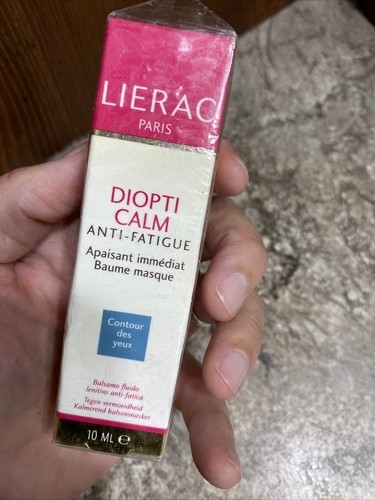 LIERAC
PARIS
DIOPTI
CALM
ANTI-FATIGUE
Apaisant immédiat
Baume masque
Contour
des
yeux
Balsamo fluido
lenitivo anti-fatica
Tegen vermoeidheid
Kalmerend balsemmasker
10 ML ℮